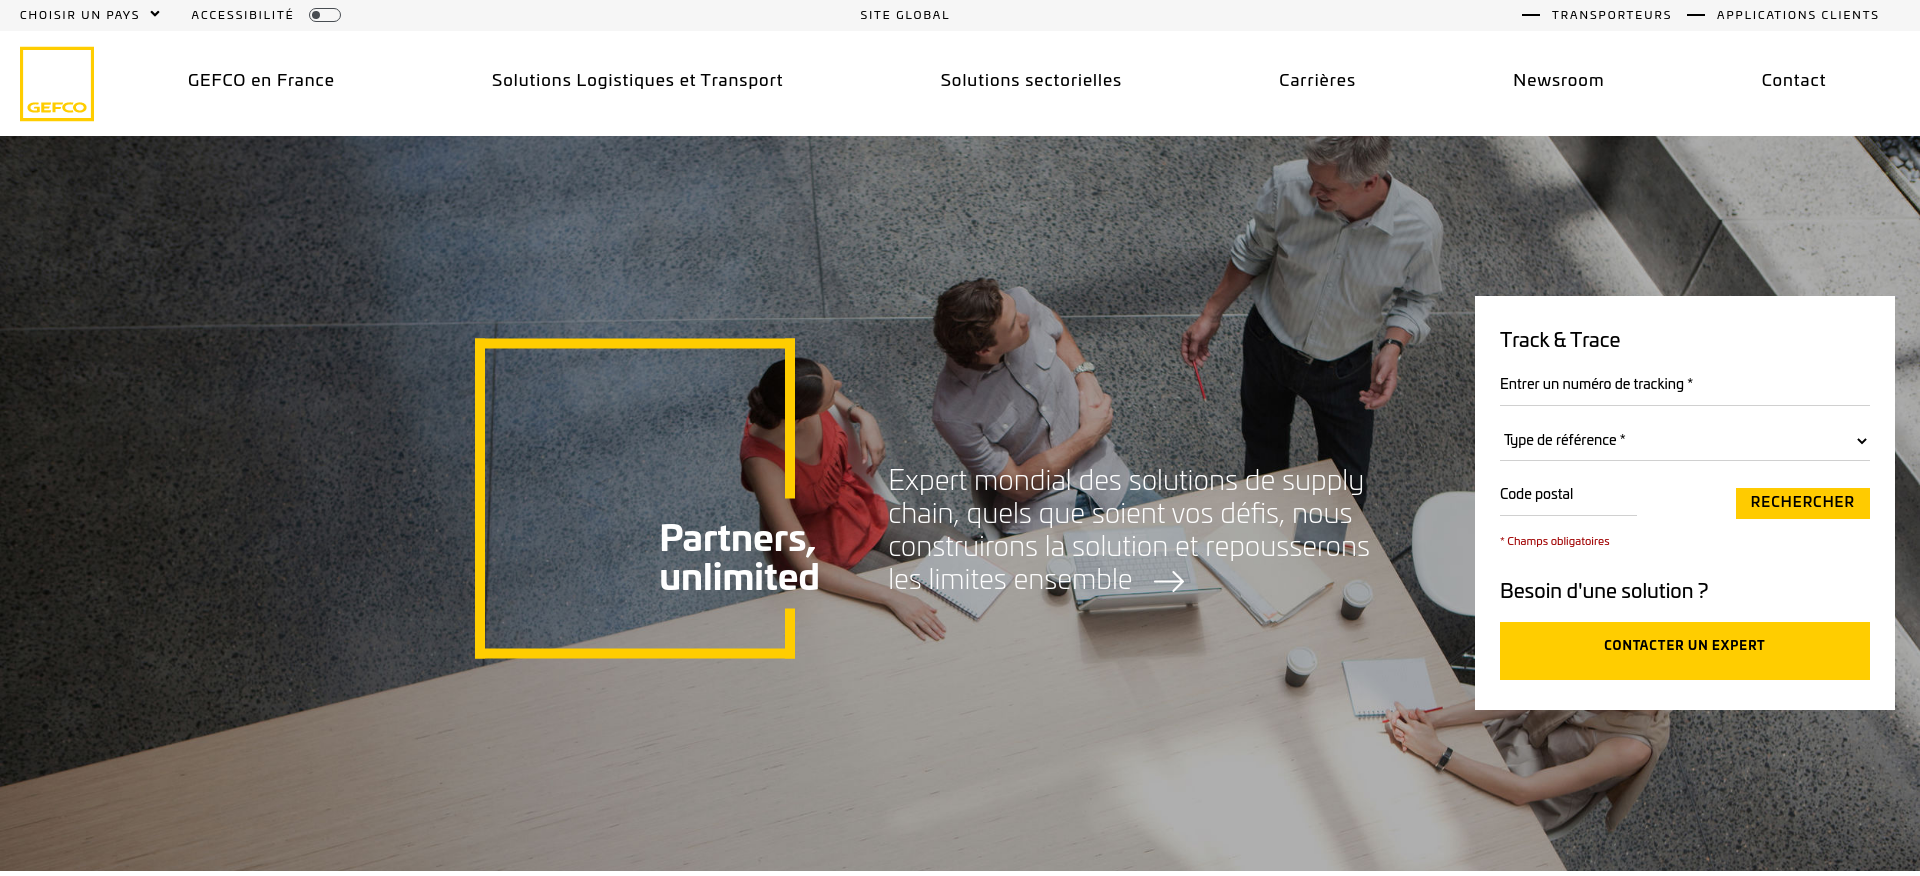 CHOISIR UN PAYS
ACCESSIBILITÉ
SITE GLOBAL
TRANSPORTEURS
APPLICATIONS CLIENTS
GEFCO
GEFCO en France
Solutions Logistiques et Transport
Solutions sectorielles
Carrières
Newsroom
Contact
Partners,
unlimited
Expert mondial des solutions de supply
chain, quels que soient vos défis, nous
construirons la solution et repousserons
les limites ensemble
Track & Trace
Entrer un numéro de tracking *
Type de référence *
Code postal
RECHERCHER
* Champs obligatoires
Besoin d'une solution ?
CONTACTER UN EXPERT